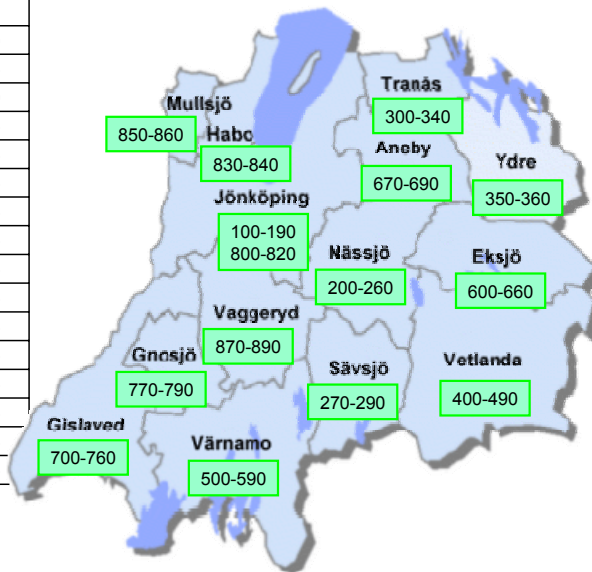 Tranås
300-340
Mullsjö
850-860
Habo
830-840
Aneby
670-690
Ydre
350-360
Jönköping
100-190
800-820
Nässjö
200-260
Eksjö
600-660
Vaggeryd
870-890
Gnosjö
770-790
Sävsjö
270-290
Vetlanda
400-490
Gislaved
700-760
Värnamo
500-590